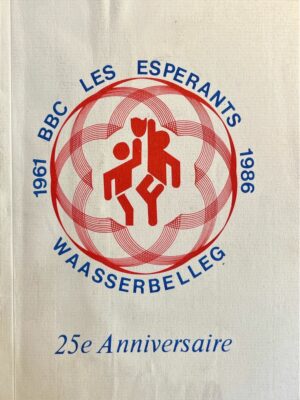 1961 BBC LES ESPERANTS 1986
WAASSERBELLEG
25e Anniversaire